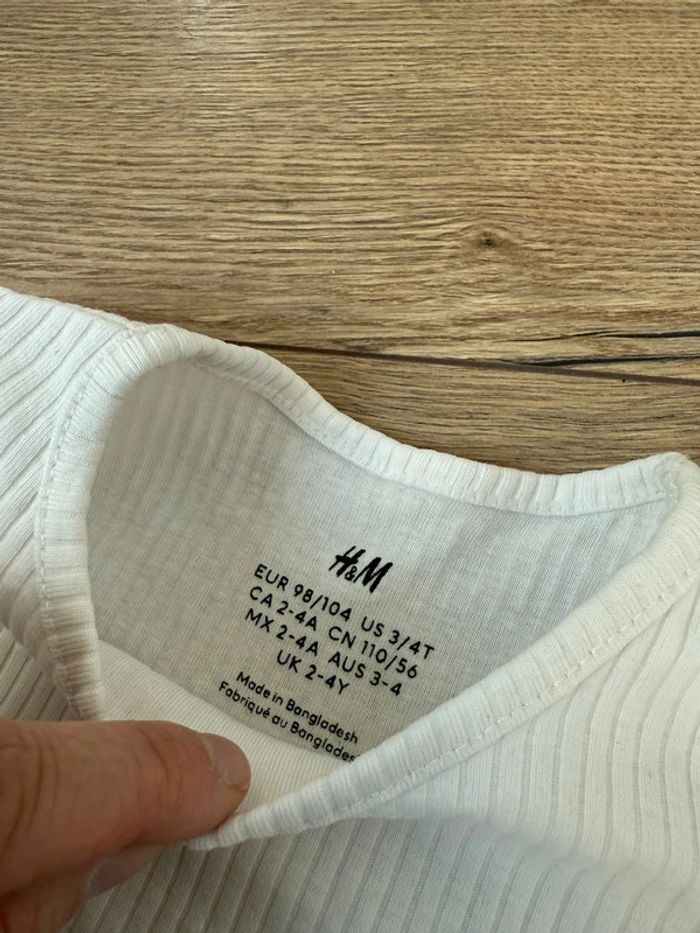 H&M
EUR 98/104 US 3/4T
CA 2-4A CN 110/56
MX 2-4A AUS 3-4
UK 2-4Y
Made in Bangladesh
Fabriqué au Banglades